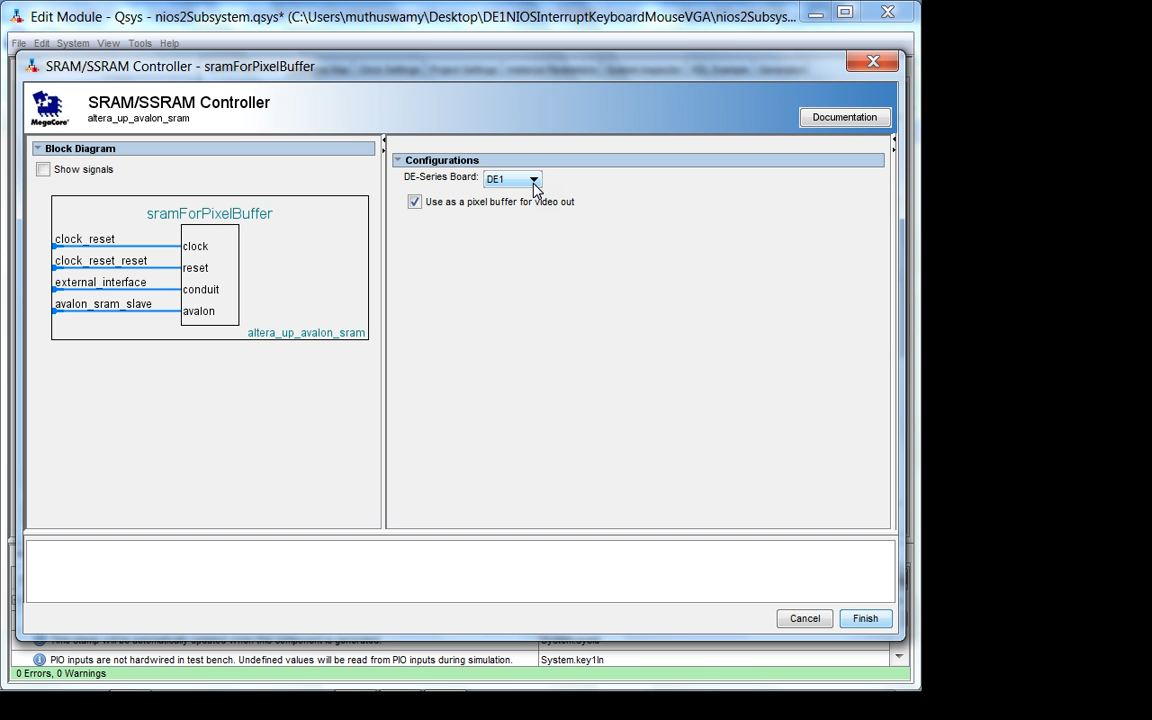 Edit Module - Qsys - nios2Subsystem.qsys* (C:\Users\muthuswamy\Desktop\DE1NIOSInterruptKeyboardMouseVGA\nios2Subsys...
File Edit System View Tools Help
SRAM/SSRAM Controller - sramForPixelBuffer
SRAM/SSRAM Controller
altera_up_avalon_sram
MegaCore
Documentation
Block Diagram
Show signals
sramForPixelBuffer
clock_reset
clock
clock_reset_reset
reset
external_interface
conduit
avalon_sram_slave
avalon
altera_up_avalon_sram
Configurations
DE-Series Board: DE1
Use as a pixel buffer for video out
Cancel Finish
PIO inputs are not hardwired in test bench. Undefined values will be read from PIO inputs during simulation. System.key1In
0 Errors, 0 Warnings